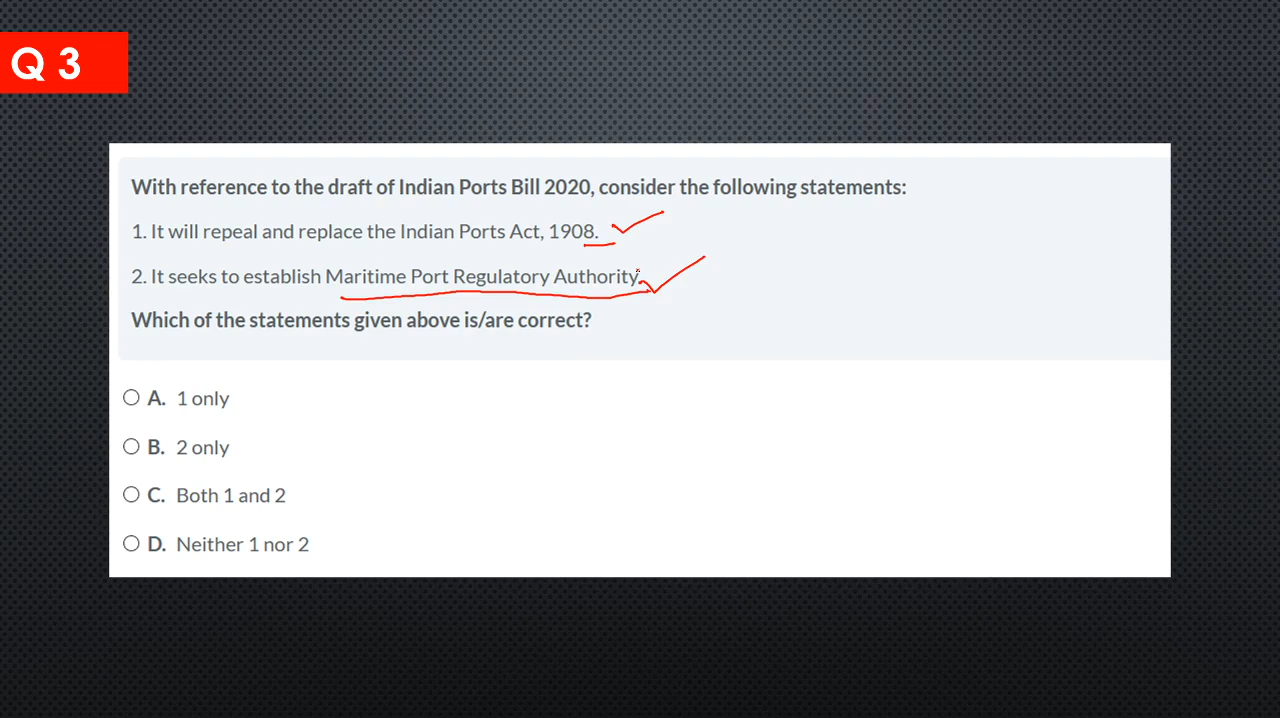 Q 3
With reference to the draft of Indian Ports Bill 2020, consider the following statements:
1. It will repeal and replace the Indian Ports Act, 1908.
2. It seeks to establish Maritime Port Regulatory Authority.
Which of the statements given above is/are correct?
A. 1 only
B. 2 only
C. Both 1 and 2
D. Neither 1 nor 2